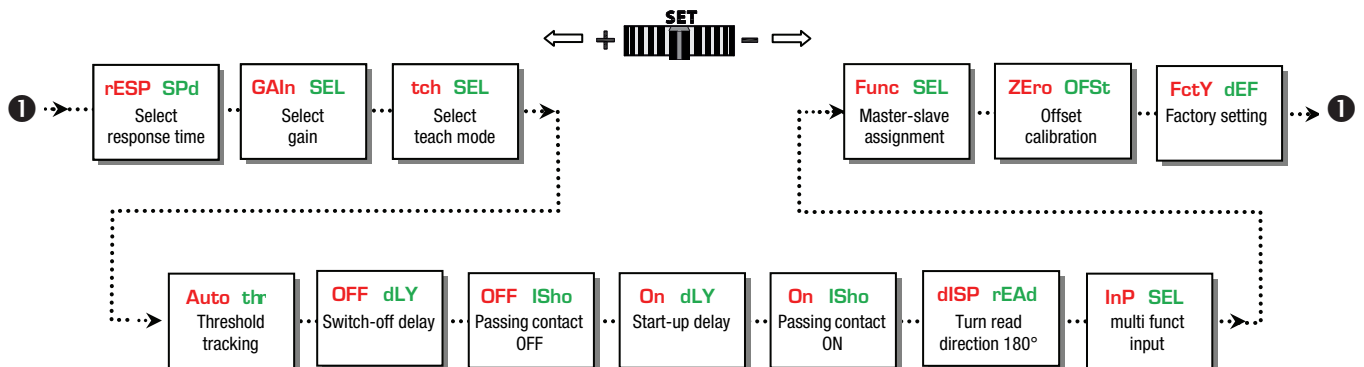 SET
+ -
❶ rESP SPd
Select
response time
GAIn SEL
Select
gain
tch SEL
Select
teach mode
Func SEL
Master-slave
assignment
ZEro OFSt
Offset
calibration
FctY dEF
Factory setting
❶
Auto thr
Threshold
tracking
OFF dLY
Switch-off delay
OFF ISho
Passing contact
OFF
On dLY
Start-up delay
On ISho
Passing contact
ON
dISP rEAd
Turn read
direction 180°
InP SEL
multi funct
input